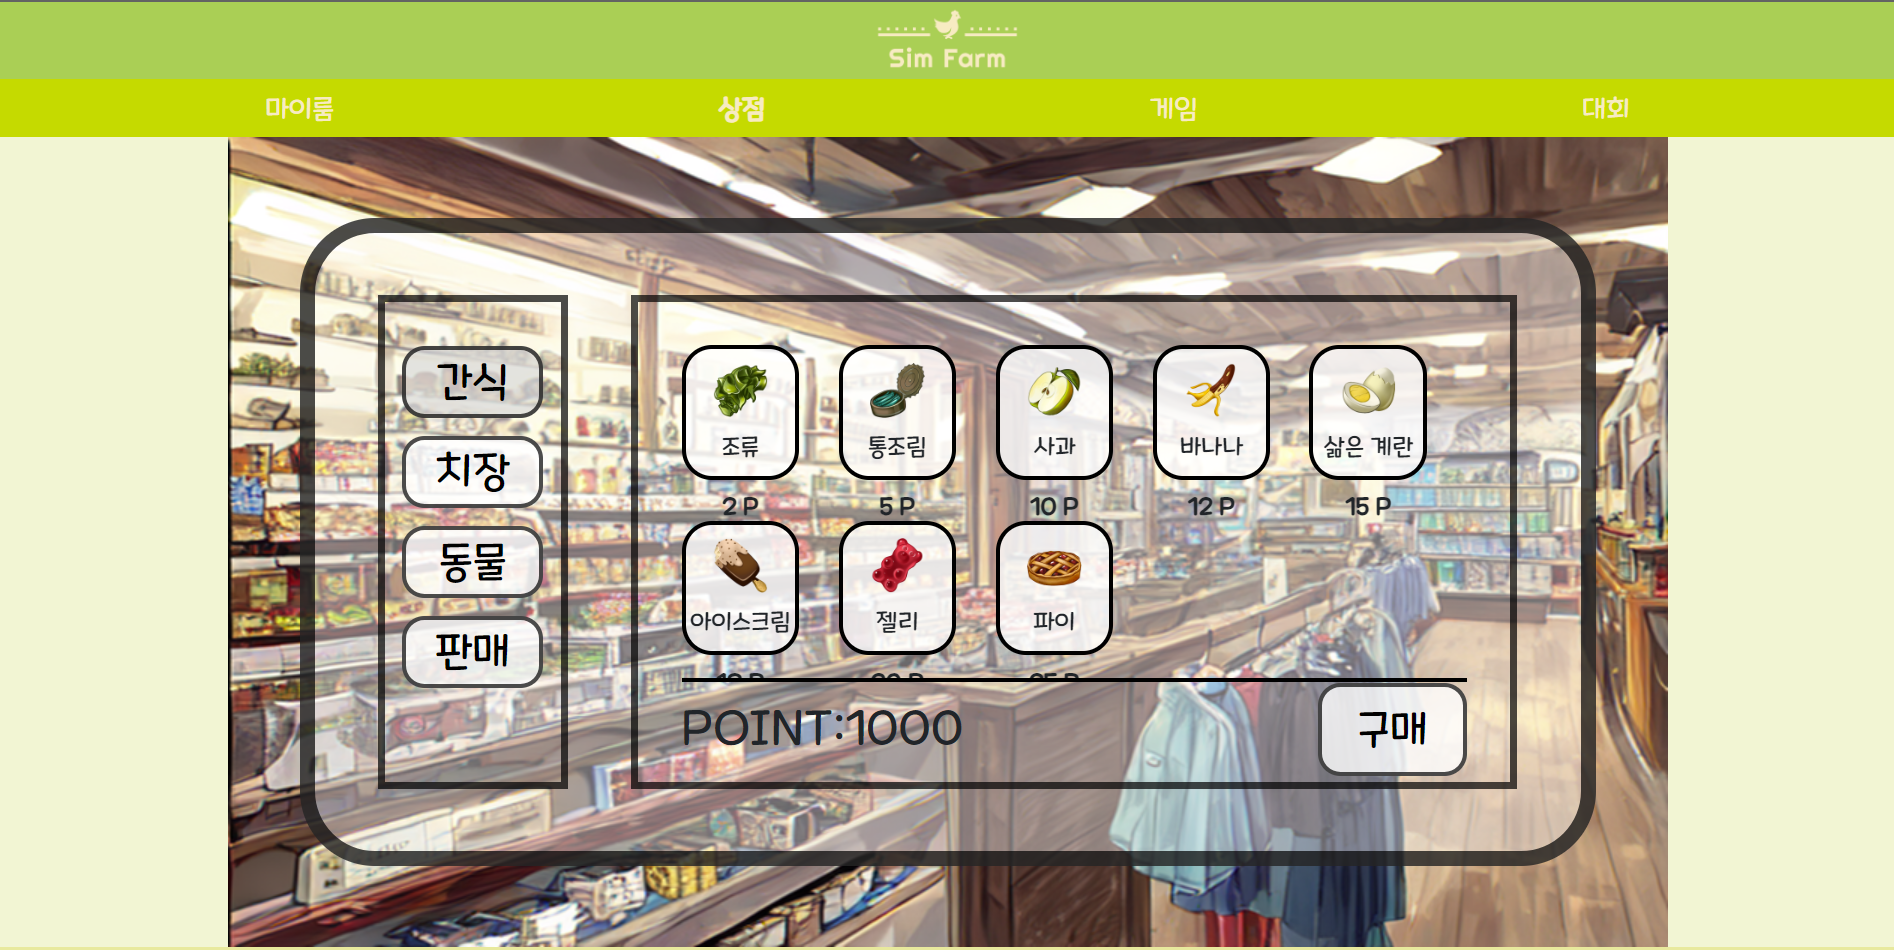 Sim Farm
마이룸 상점 게임 대회
간식
치장
동물
판매
조류 통조림 사과 바나나 삶은 계란
2 P 5 P 10 P 12 P 15 P
아이스크림 젤리 파이
POINT:1000
구매